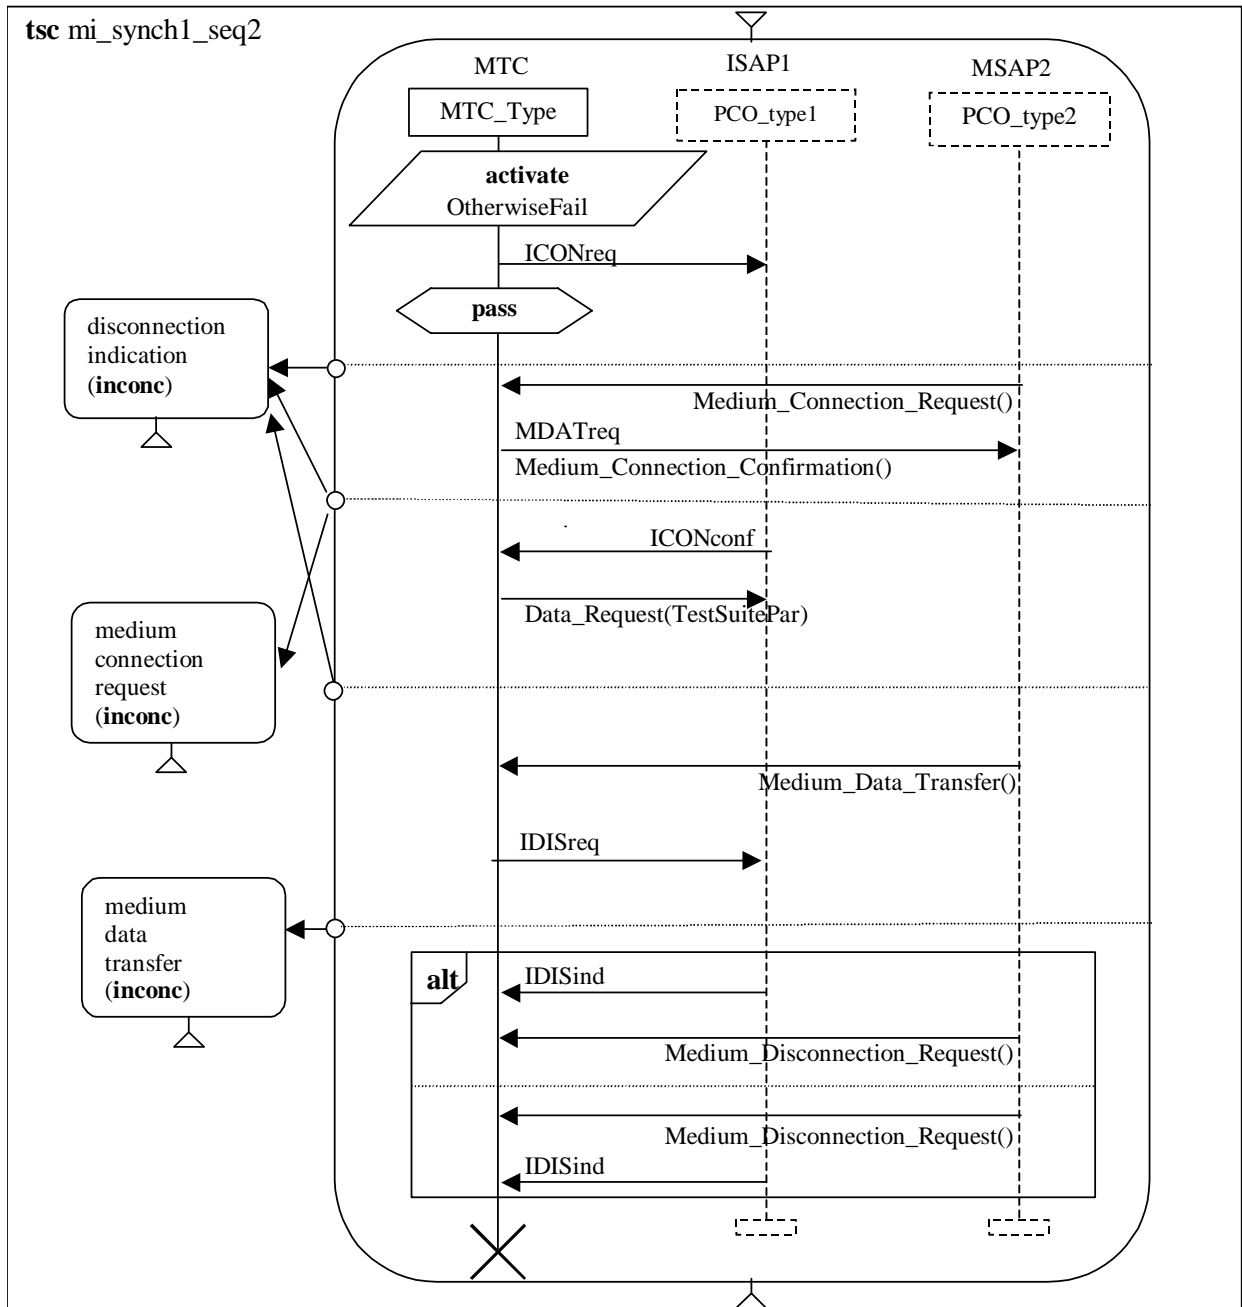 tsc mi_synch1_seq2
MTC
ISAP1
MSAP2
MTC_Type
PCO_type1
PCO_type2
activate
OtherwiseFail
ICONreq
pass
disconnection
indication
(inconc)
Medium_Connection_Request()
MDATreq
Medium_Connection_Confirmation()
ICONconf
Data_Request(TestSuitePar)
medium
connection
request
(inconc)
Medium_Data_Transfer()
IDISreq
medium
data
transfer
(inconc)
alt
IDISind
Medium_Disconnection_Request()
Medium_Disconnection_Request()
IDISind